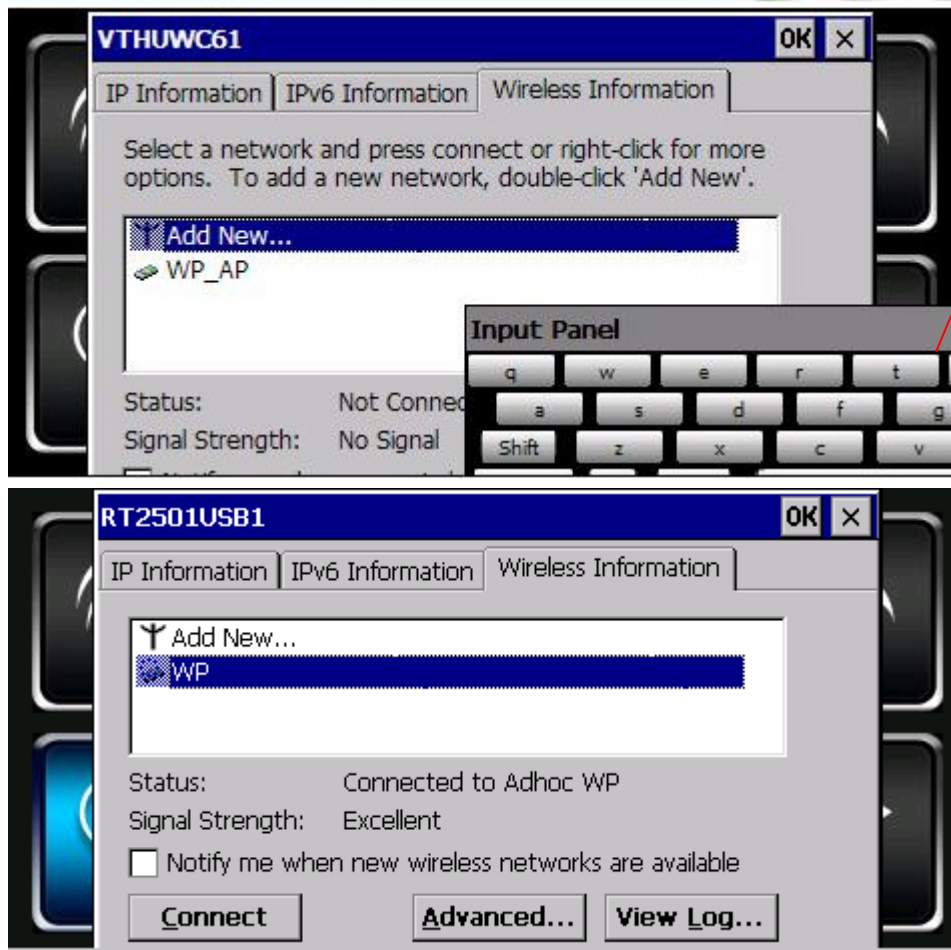 VTHUWC61 OK ×
IP Information IPv6 Information Wireless Information
Select a network and press connect or right-click for more
options. To add a new network, double-click 'Add New'.
Add New...
WP_AP
Input Panel
q w e r t
a s d f g
Shift z x c v
Status: Not
Signal Strength: No Signal
RT2501USB1 OK ×
IP Information IPv6 Information Wireless Information
Add New...
WP
Status: Connected to Adhoc WP
Signal Strength: Excellent
Notify me when new wireless networks are available
Connect Advanced... View Log...